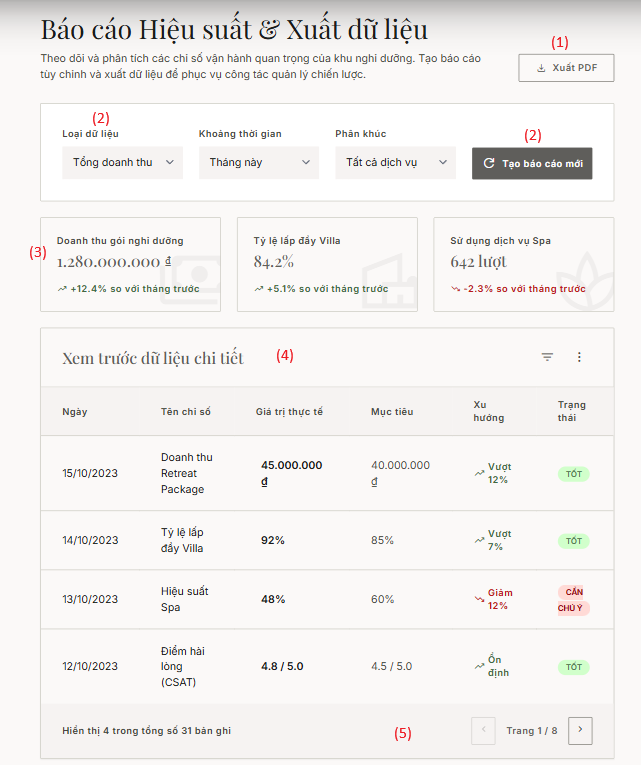 Báo cáo Hiệu suất & Xuất dữ liệu
(1)
Theo dõi và phân tích các chỉ số vận hành quan trọng của khu nghỉ dưỡng. Tạo báo cáo
tùy chỉnh và xuất dữ liệu để phục vụ công tác quản lý chiến lược.
Xuất PDF
(2)
Loại dữ liệu
Khoảng thời gian
Phân khúc
(2)
Tổng doanh thu
Tháng này
Tất cả dịch vụ
Tạo báo cáo mới
(3)
Doanh thu gói nghỉ dưỡng
1.280.000.000 ₫
+12.4% so với tháng trước
Tỷ lệ lấp đầy Villa
84.2%
+5.1% so với tháng trước
Sử dụng dịch vụ Spa
642 lượt
-2.3% so với tháng trước
Xem trước dữ liệu chi tiết
(4)
Ngày
Tên chỉ số
Giá trị thực tế
Mục tiêu
Xu
hướng
Trạng
thái
15/10/2023
Doanh thu
Retreat
Package
45.000.000
₫
40.000.000
₫
Vượt
12%
TỐT
14/10/2023
Tỷ lệ lấp
đầy Villa
92%
85%
Vượt
7%
TỐT
13/10/2023
Hiệu suất
Spa
48%
60%
Giảm
12%
CẦN
CHÚ Ý
12/10/2023
Điểm hài
lòng
(CSAT)
4.8 / 5.0
4.5 / 5.0
Ổn
định
TỐT
Hiển thị 4 trong tổng số 31 bản ghi
(5)
Trang 1 / 8